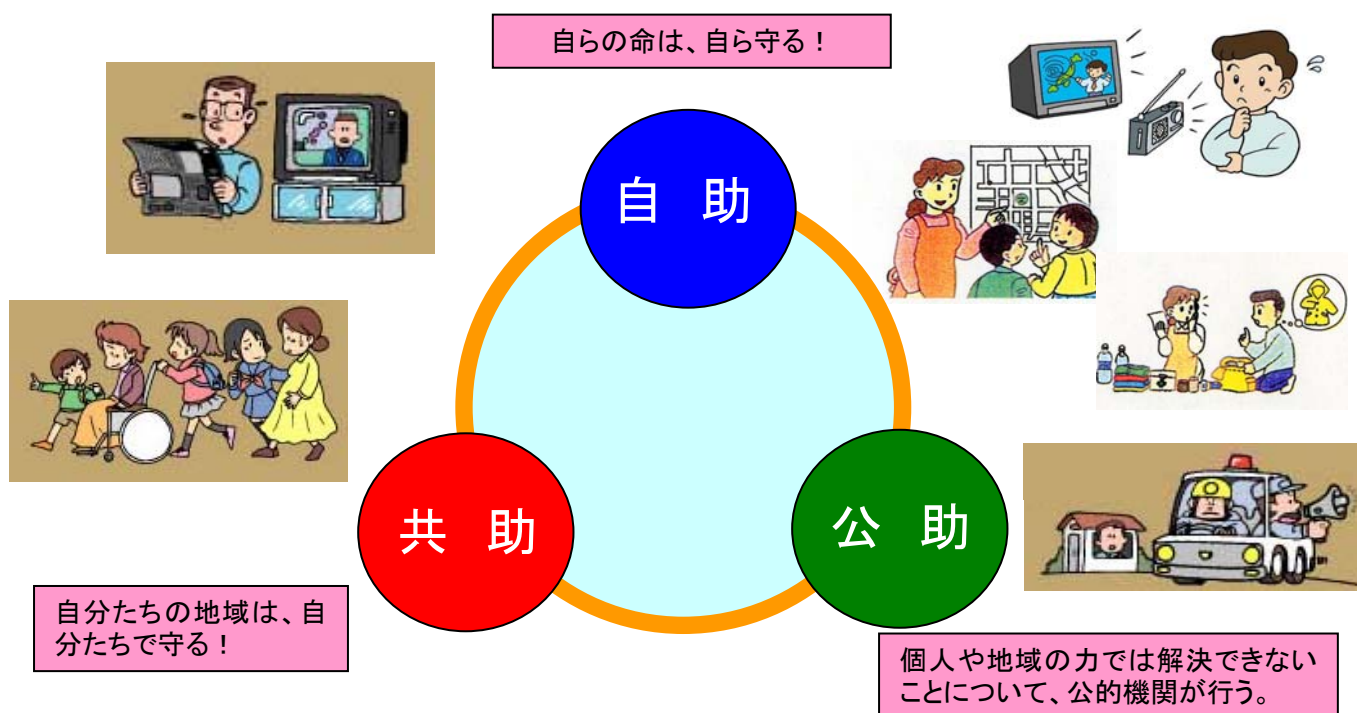 自らの命は、自ら守る！
自 助
共 助
公 助
自分たちの地域は、自
分たちで守る！
個人や地域の力では解決できない
ことについて、公的機関が行う。